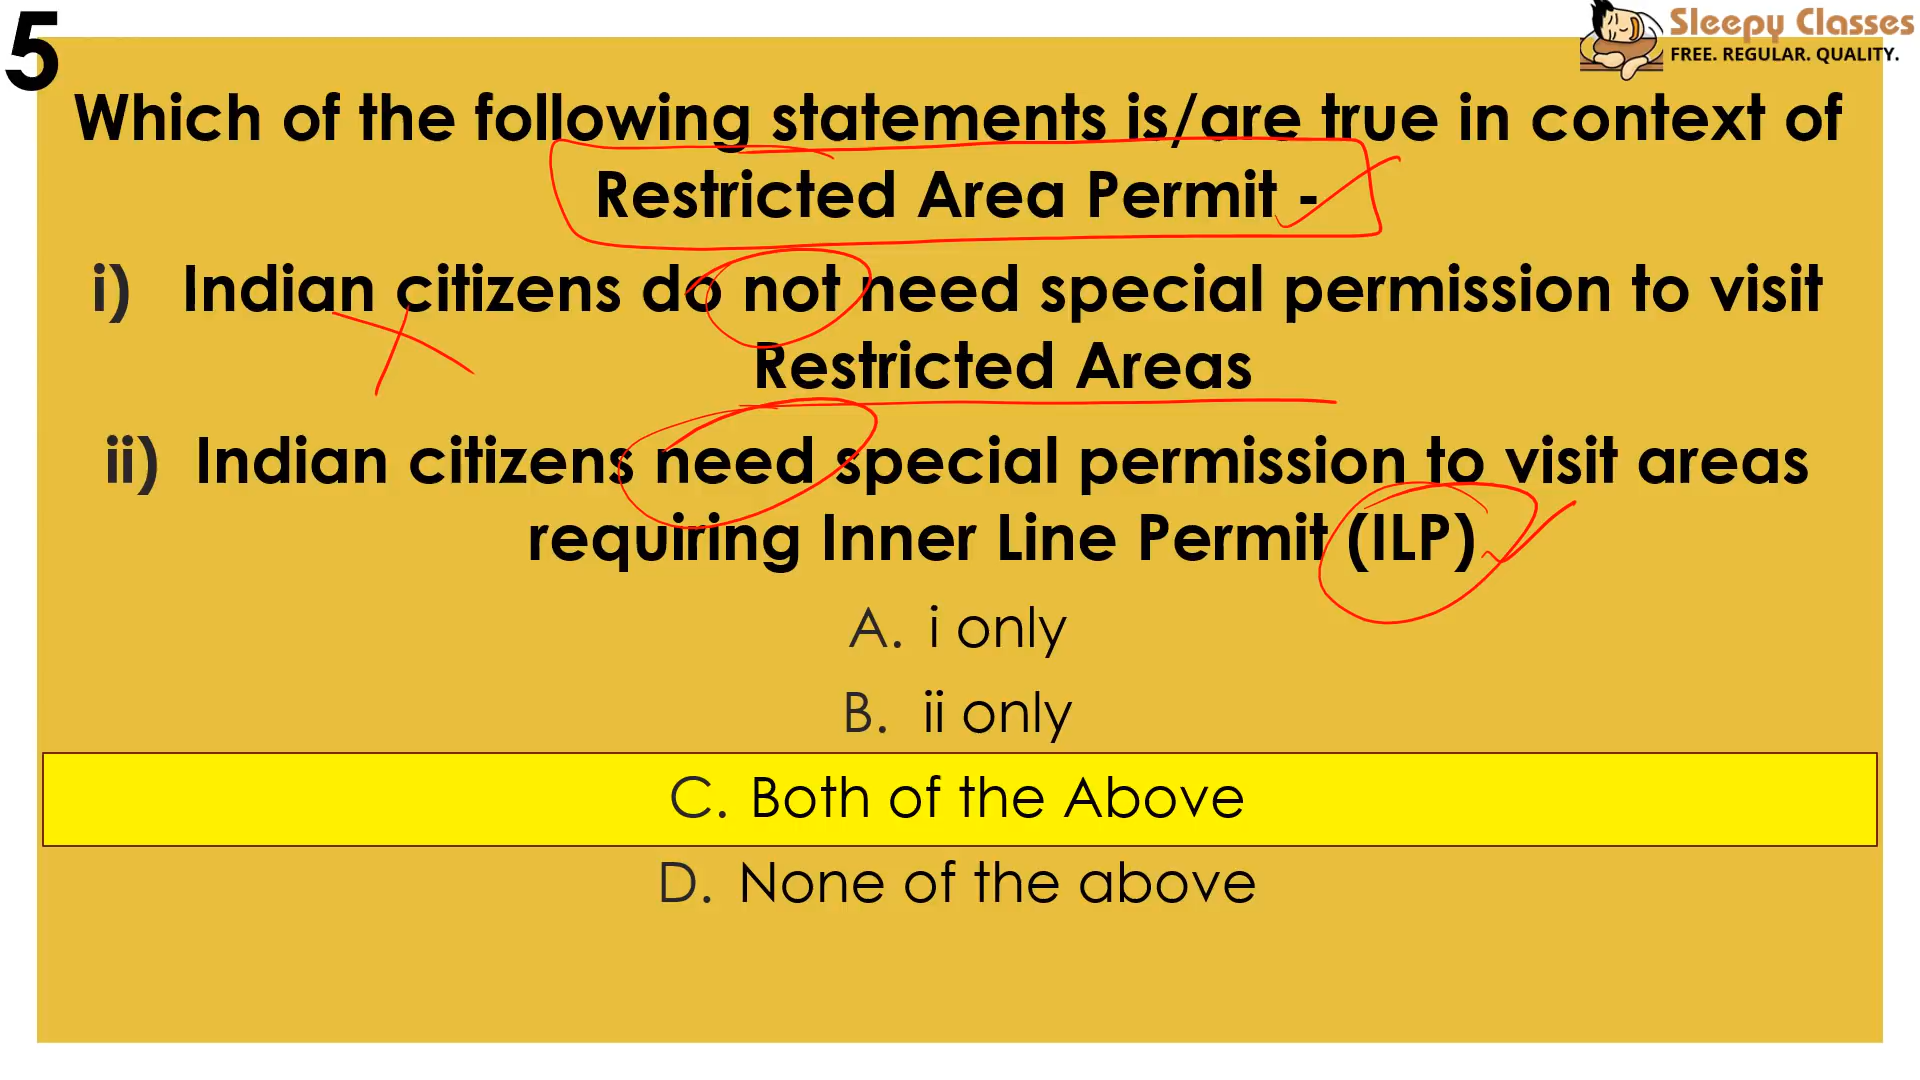 5
Sleepy Classes
FREE. REGULAR. QUALITY.
Which of the following statements is/are true in context of
Restricted Area Permit -
i) Indian citizens do not need special permission to visit
Restricted Areas
ii) Indian citizens need special permission to visit areas
requiring Inner Line Permit (ILP)
A. i only
B. ii only
C. Both of the Above
D. None of the above